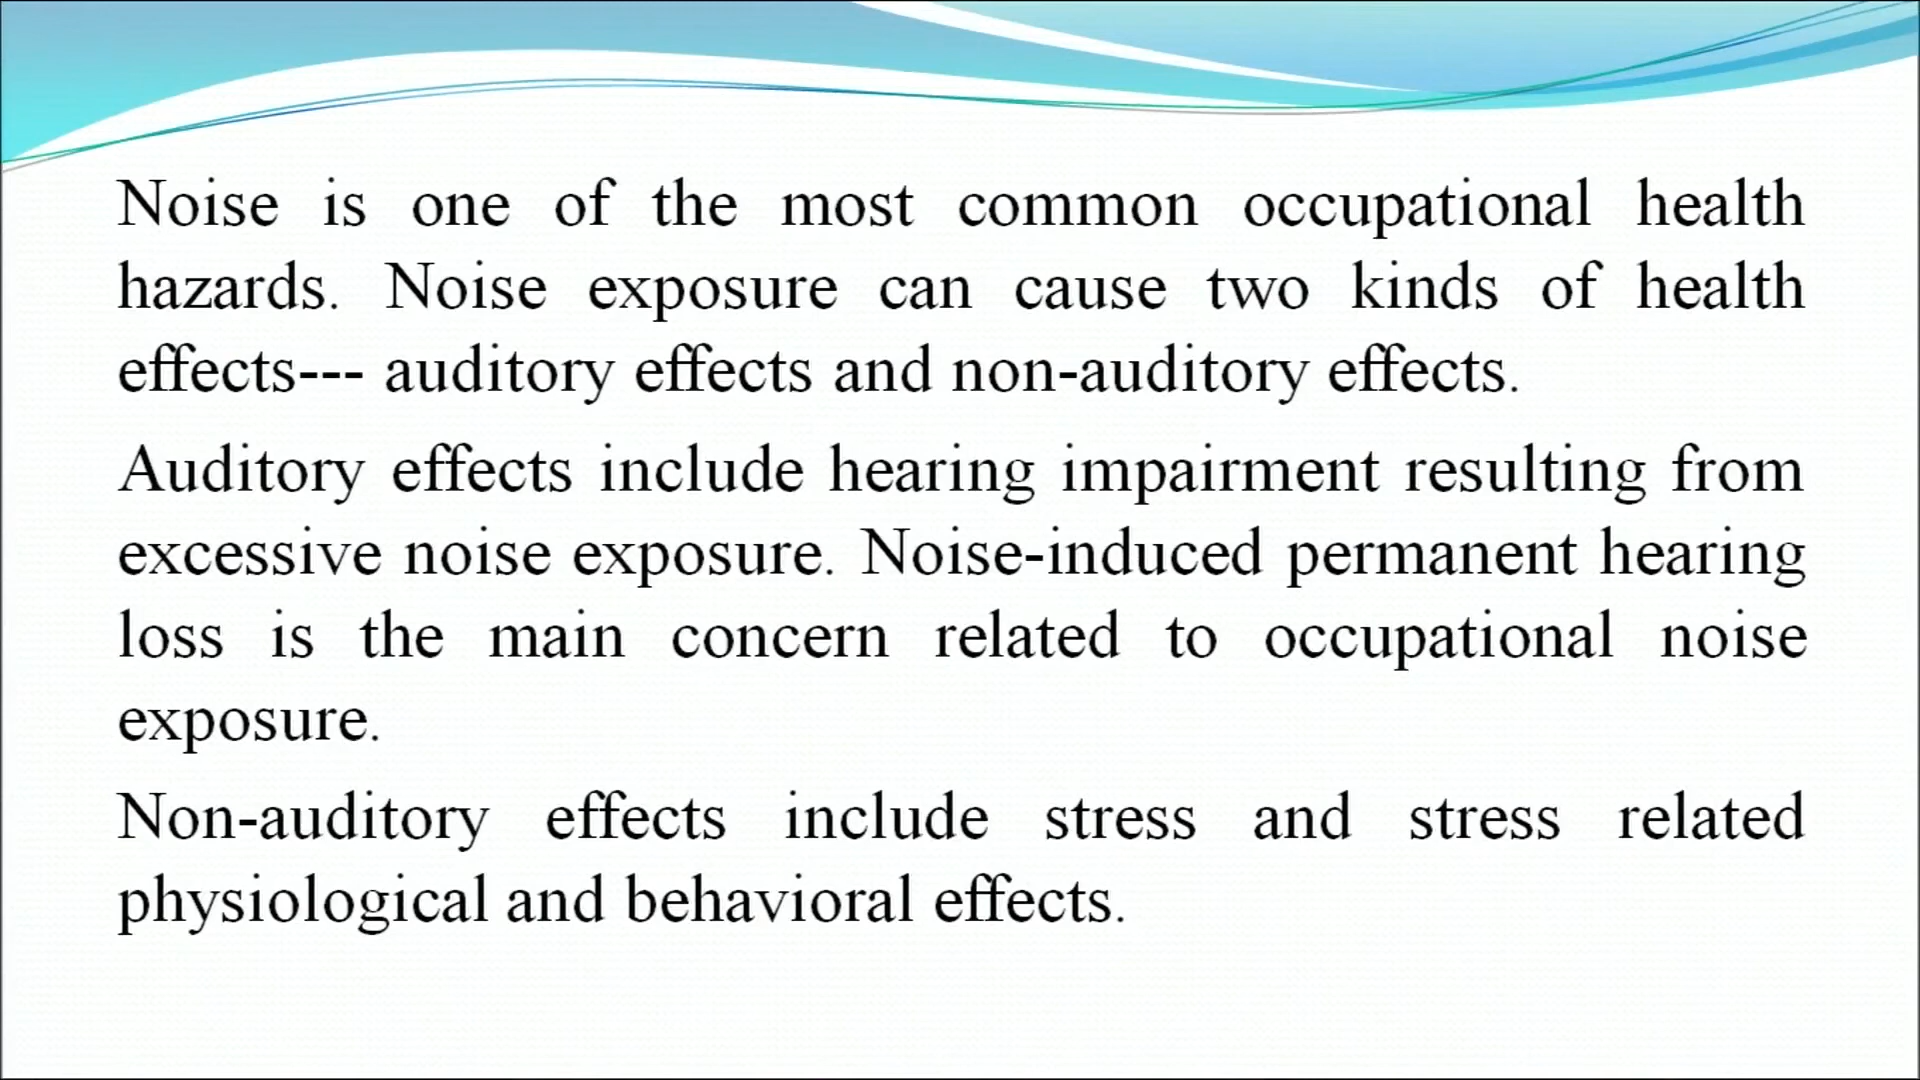 Noise is one of the most common occupational health
hazards. Noise exposure can cause two kinds of health
effects--- auditory effects and non-auditory effects.
Auditory effects include hearing impairment resulting from
excessive noise exposure. Noise-induced permanent hearing
loss is the main concern related to occupational noise
exposure.
Non-auditory effects include stress and stress related
physiological and behavioral effects.